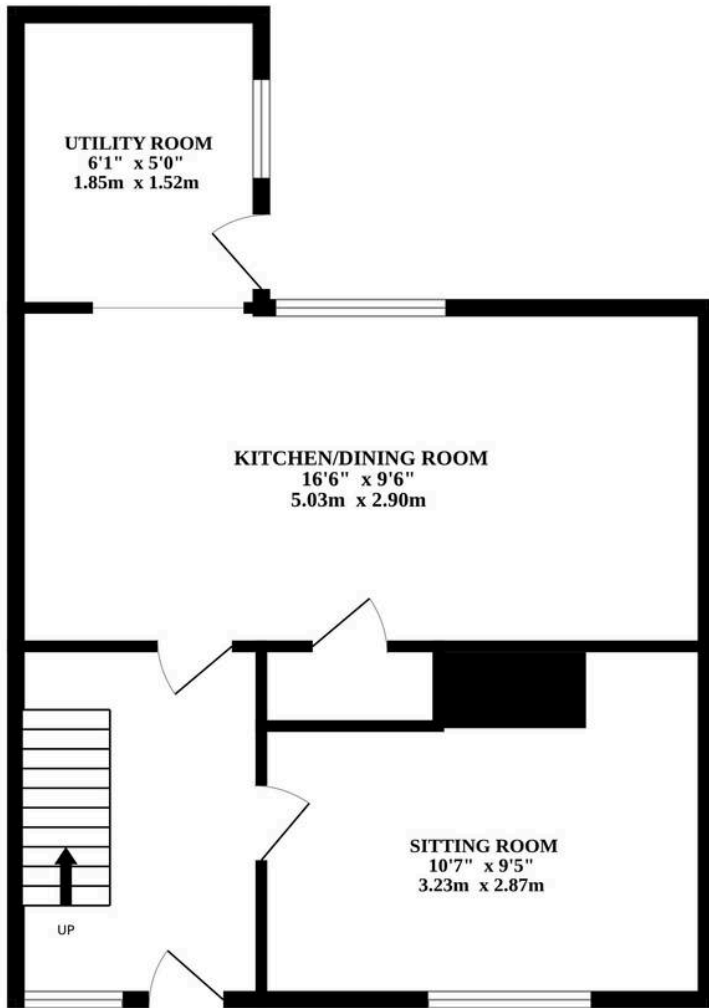 UTILITY ROOM
6'1" x 5'0"
1.85m x 1.52m
KITCHEN/DINING ROOM
16'6" x 9'6"
5.03m x 2.90m
SITTING ROOM
10'7" x 9'5"
3.23m x 2.87m
UP